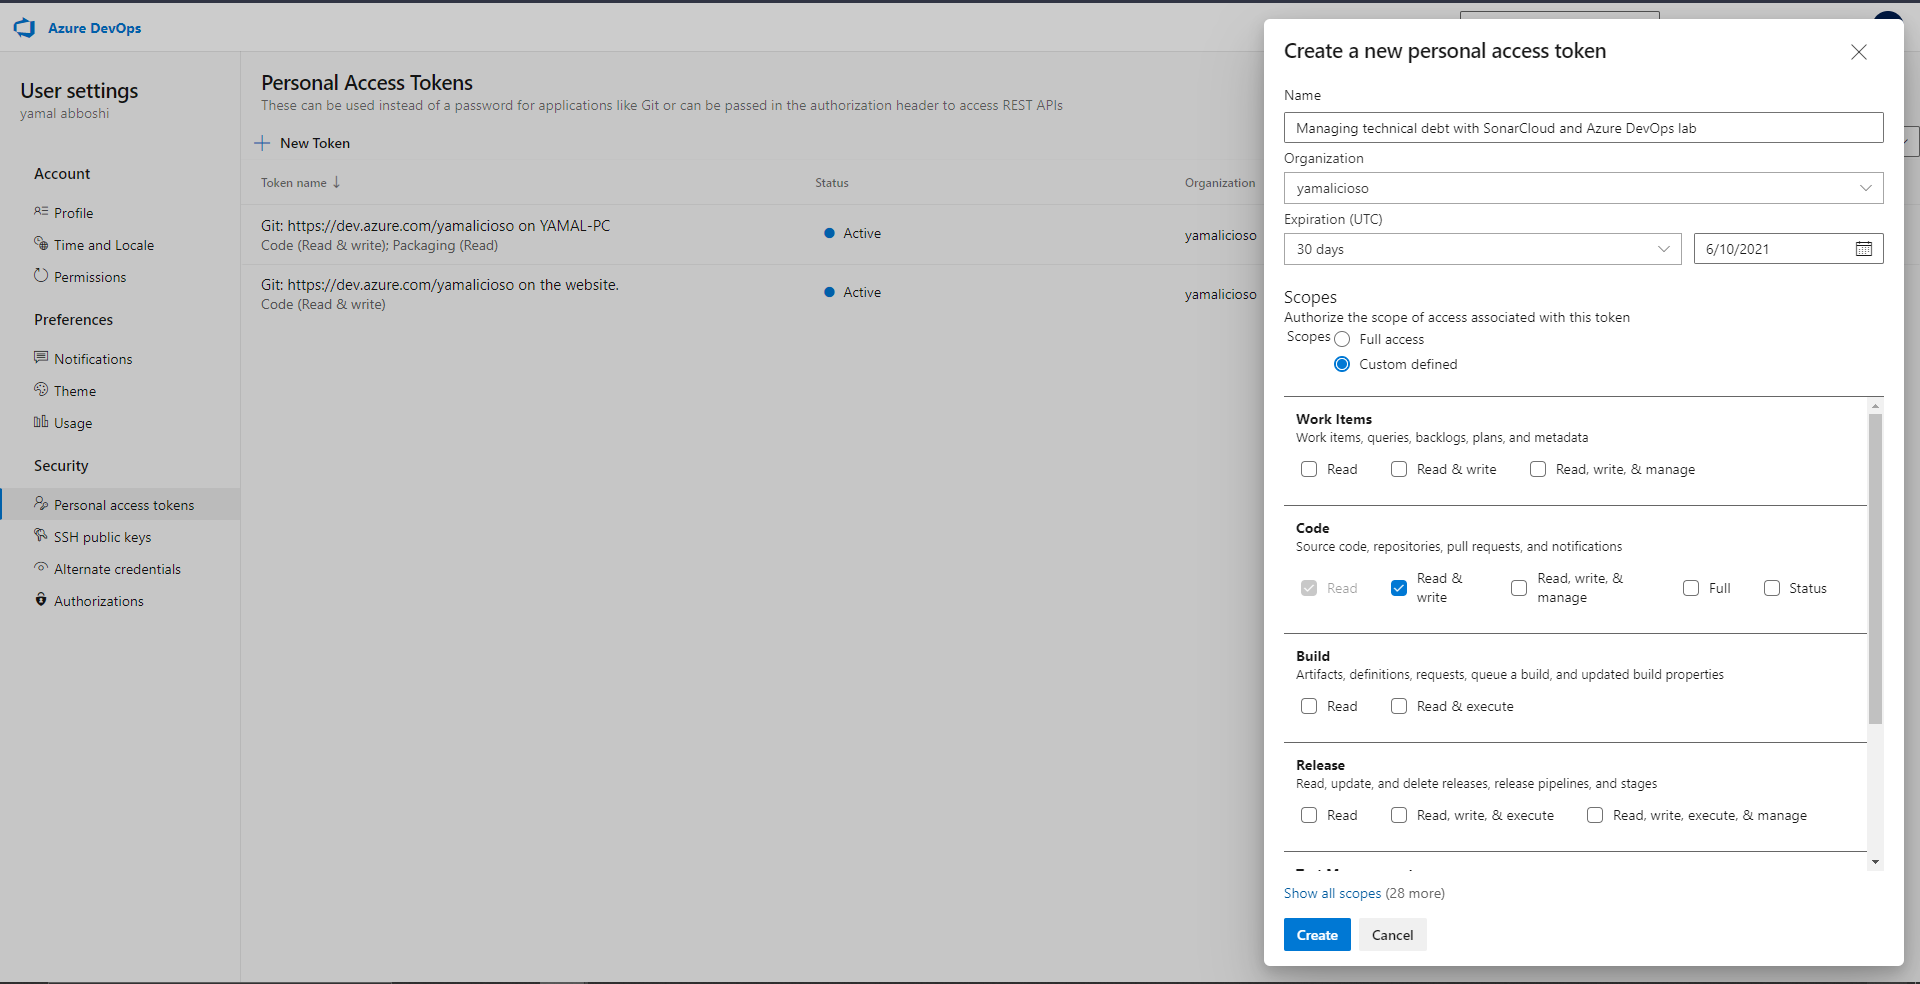 Azure DevOps
User settings
yamal abboshi
Account
Profile
Time and Locale
Permissions
Preferences
Notifications
Theme
Usage
Security
Personal access tokens
SSH public keys
Alternate credentials
Authorizations
Personal Access Tokens
These can be used instead of a password for applications like Git or can be passed in the authorization header to access REST APIs
New Token
Token name ↓ Status Organization
Git: https://dev.azure.com/yamalicioso on YAMAL-PC Active yamalicioso
Code (Read & write); Packaging (Read)
Git: https://dev.azure.com/yamalicioso on the website. Active yamalicioso
Code (Read & write)
Create a new personal access token
Name
Managing technical debt with SonarCloud and Azure DevOps lab
Organization
yamalicioso
Expiration (UTC)
30 days 6/10/2021
Scopes
Authorize the scope of access associated with this token
Scopes Full access
Custom defined
Work Items
Work items, queries, backlogs, plans, and metadata
Read Read & write Read, write, & manage
Code
Source code, repositories, pull requests, and notifications
Read Read & write Read, write, & manage Full Status
Build
Artifacts, definitions, requests, queue a build, and updated build properties
Read Read & execute
Release
Read, update, and delete releases, release pipelines, and stages
Read Read, write, & execute Read, write, execute, & manage
Show all scopes (28 more)
Create Cancel